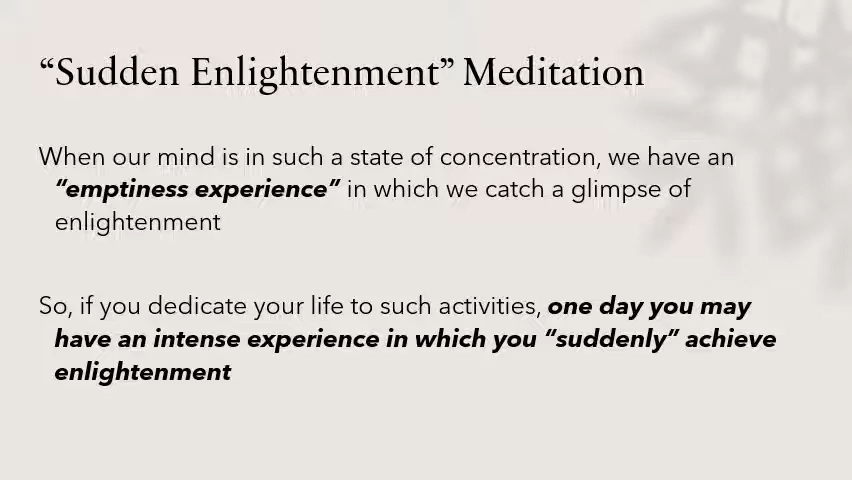 “Sudden Enlightenment” Meditation
When our mind is in such a state of concentration, we have an
“emptiness experience” in which we catch a glimpse of
enlightenment
So, if you dedicate your life to such activities, one day you may
have an intense experience in which you “suddenly” achieve
enlightenment